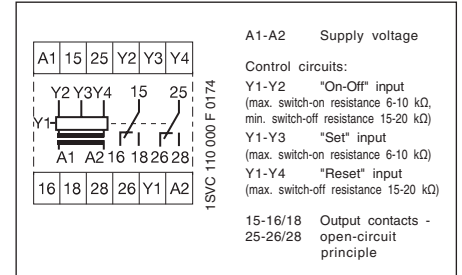 A1 15 25 Y2 Y3 Y4
Y2 Y3 Y4 15 25
Y1
A1 A2 16 18 26 28
16 18 28 26 Y1 A2
1SVC 110 000 F 0174
A1-A2 Supply voltage
Control circuits:
Y1-Y2 "On-Off" input
(max. switch-on resistance 6-10 kΩ,
min. switch-off resistance 15-20 kΩ)
Y1-Y3 "Set" input
(max. switch-on resistance 6-10 kΩ)
Y1-Y4 "Reset" input
(max. switch-off resistance 15-20 kΩ)
15-16/18 Output contacts -
25-26/28 open-circuit
principle